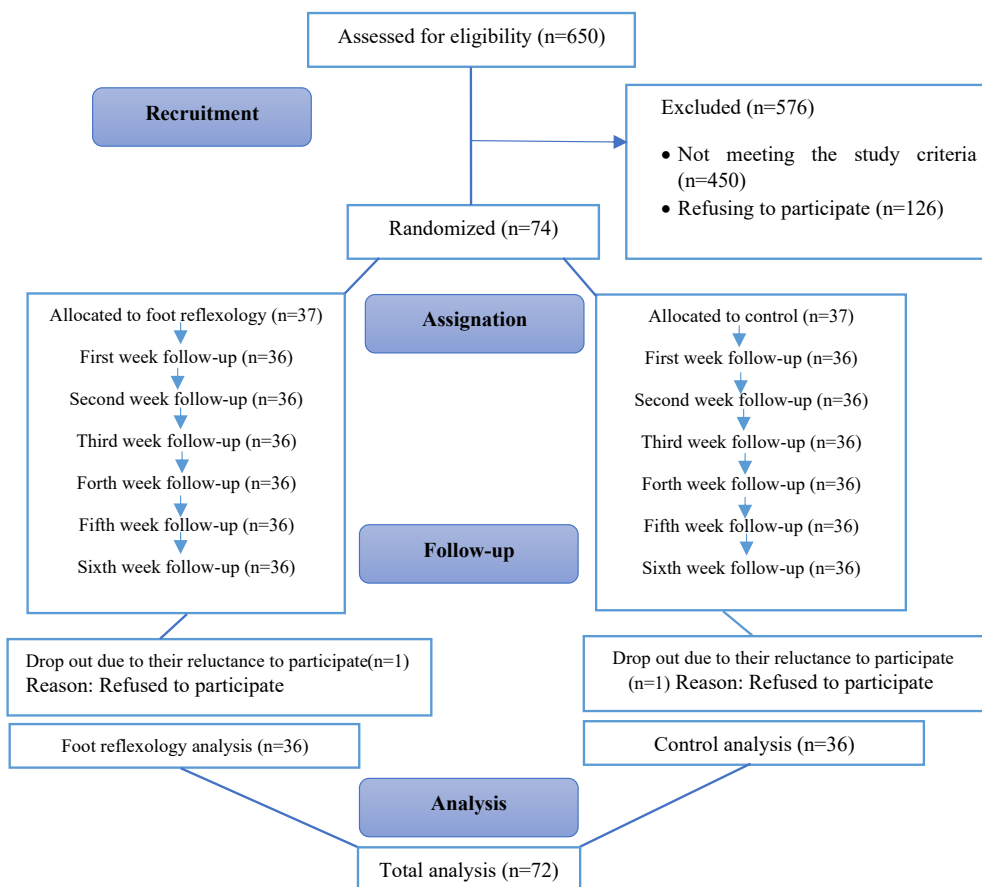 Assessed for eligibility (n=650)
Recruitment
Excluded (n=576)
• Not meeting the study criteria
(n=450)
• Refusing to participate (n=126)
Randomized (n=74)
Assignation
Allocated to foot reflexology (n=37)
First week follow-up (n=36)
Second week follow-up (n=36)
Third week follow-up (n=36)
Forth week follow-up (n=36)
Fifth week follow-up (n=36)
Sixth week follow-up (n=36)
Allocated to control (n=37)
First week follow-up (n=36)
Second week follow-up (n=36)
Third week follow-up (n=36)
Forth week follow-up (n=36)
Fifth week follow-up (n=36)
Sixth week follow-up (n=36)
Follow-up
Drop out due to their reluctance to participate(n=1)
Reason: Refused to participate
Drop out due to their reluctance to participate
(n=1) Reason: Refused to participate
Foot reflexology analysis (n=36)
Control analysis (n=36)
Analysis
Total analysis (n=72)